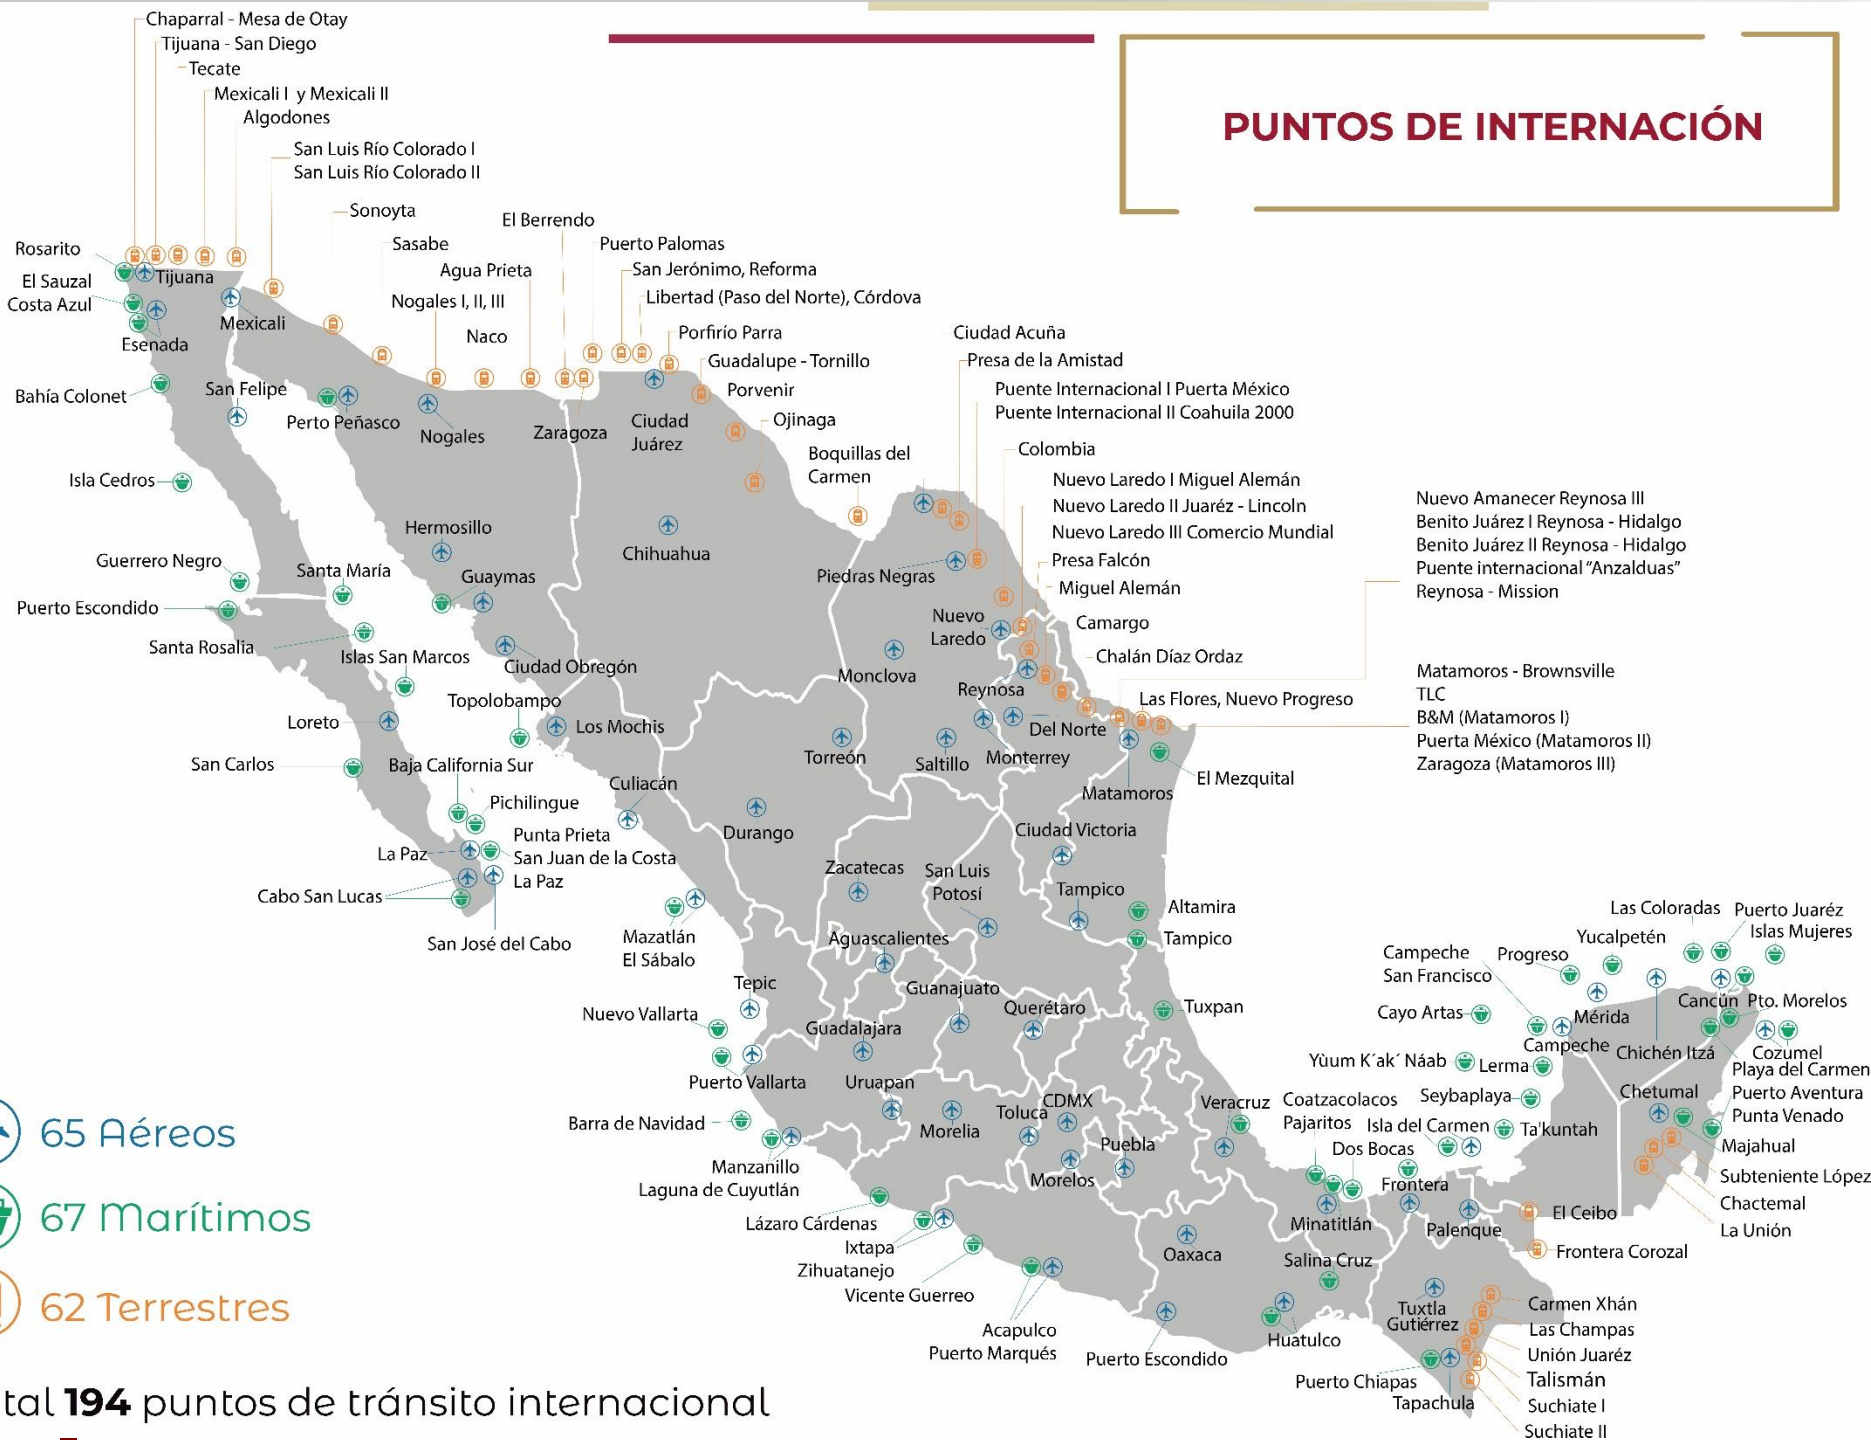 PUNTOS DE INTERNACIÓN
Chaparral - Mesa de Otay
Tijuana - San Diego
Tecate
Mexicali I y Mexicali II
Algodones
San Luis Río Colorado I
San Luis Río Colorado II
Sonoyta
Sasabe
El Berrendo
Agua Prieta
Nogales I, II, III
Naco
Puerto Palomas
San Jerónimo, Reforma
Libertad (Paso del Norte), Córdova
Porfirío Parra
Guadalupe - Tornillo
Porvenir
Ojinaga
Boquillas del
Carmen
Ciudad Acuña
Presa de la Amistad
Puente Internacional I Puerta México
Puente Internacional II Coahuila 2000
Colombia
Nuevo Laredo I Miguel Alemán
Nuevo Laredo II Juaréz - Lincoln
Nuevo Laredo III Comercio Mundial
Presa Falcón
Miguel Alemán
Camargo
Chalán Díaz Ordaz
Las Flores, Nuevo Progreso
Nuevo Amanecer Reynosa III
Benito Juárez I Reynosa - Hidalgo
Benito Juárez II Reynosa - Hidalgo
Puente internacional “Anzalduas”
Reynosa - Mission
Matamoros - Brownsville
TLC
B&M (Matamoros I)
Puerta México (Matamoros II)
Zaragoza (Matamoros III)
Rosarito
El Sauzal
Costa Azul
Tijuana
Esenada
Mexicali
Bahía Colonet
San Felipe
Perto Peñasco
Nogales
Zaragoza
Ciudad
Juárez
Isla Cedros
Hermosillo
Chihuahua
Guerrero Negro
Santa María
Guaymas
Puerto Escondido
Santa Rosalia
Islas San Marcos
Ciudad Obregón
Topolobampo
Loreto
Los Mochis
San Carlos
Baja California Sur
Pichilingue
Punta Prieta
San Juan de la Costa
La Paz
La Paz
Cabo San Lucas
San José del Cabo
Culiacán
Piedras Negras
Nuevo
Laredo
Monclova
Reynosa
Del Norte
Torreón
Saltillo
Monterrey
Matamoros
El Mezquital
Durango
Ciudad Victoria
Zacatecas
San Luis
Potosí
Tampico
Altamira
Tampico
Mazatlán
El Sábalo
Aguascalientes
Tepic
Guanajuato
Querétaro
Tuxpan
Nuevo Vallarta
Guadalajara
Puerto Vallarta
Uruapan
Barra de Navidad
Morelia
Toluca
CDMX
Puebla
Veracruz
Morelos
Manzanillo
Laguna de Cuyutlán
Lázaro Cárdenas
Ixtapa
Zihuatanejo
Vicente Guerreo
Acapulco
Puerto Marqués
Oaxaca
Puerto Escondido
Huatulco
Salina Cruz
Coatzacolacos
Pajaritos
Dos Bocas
Minatitlán
Frontera
Isla del Carmen
Palenque
Tuxtla
Gutiérrez
Puerto Chiapas
Tapachula
Las Coloradas
Puerto Juaréz
Islas Mujeres
Yucalpetén
Progreso
Campeche
San Francisco
Cayo Artas
Mérida
Campeche
Cancún
Pto. Morelos
Chichén Itzá
Cozumel
Playa del Carmen
Puerto Aventura
Punta Venado
Yùum K´ak´ Náab
Lerma
Seybaplaya
Ta'kuntah
Chetumal
Majahual
Subteniente López
Chactemal
La Unión
El Ceibo
Frontera Corozal
Carmen Xhán
Las Champas
Unión Juaréz
Talismán
Suchiate I
Suchiate II
65 Aéreos
67 Marítimos
62 Terrestres
tal 194 puntos de tránsito internacional